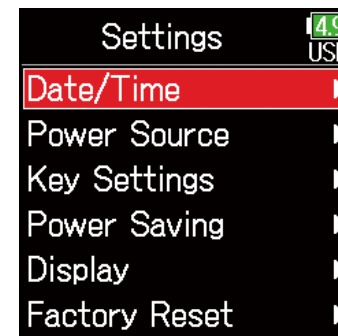 Settings
Date/Time
Power Source
Key Settings
Power Saving
Display
Factory Reset